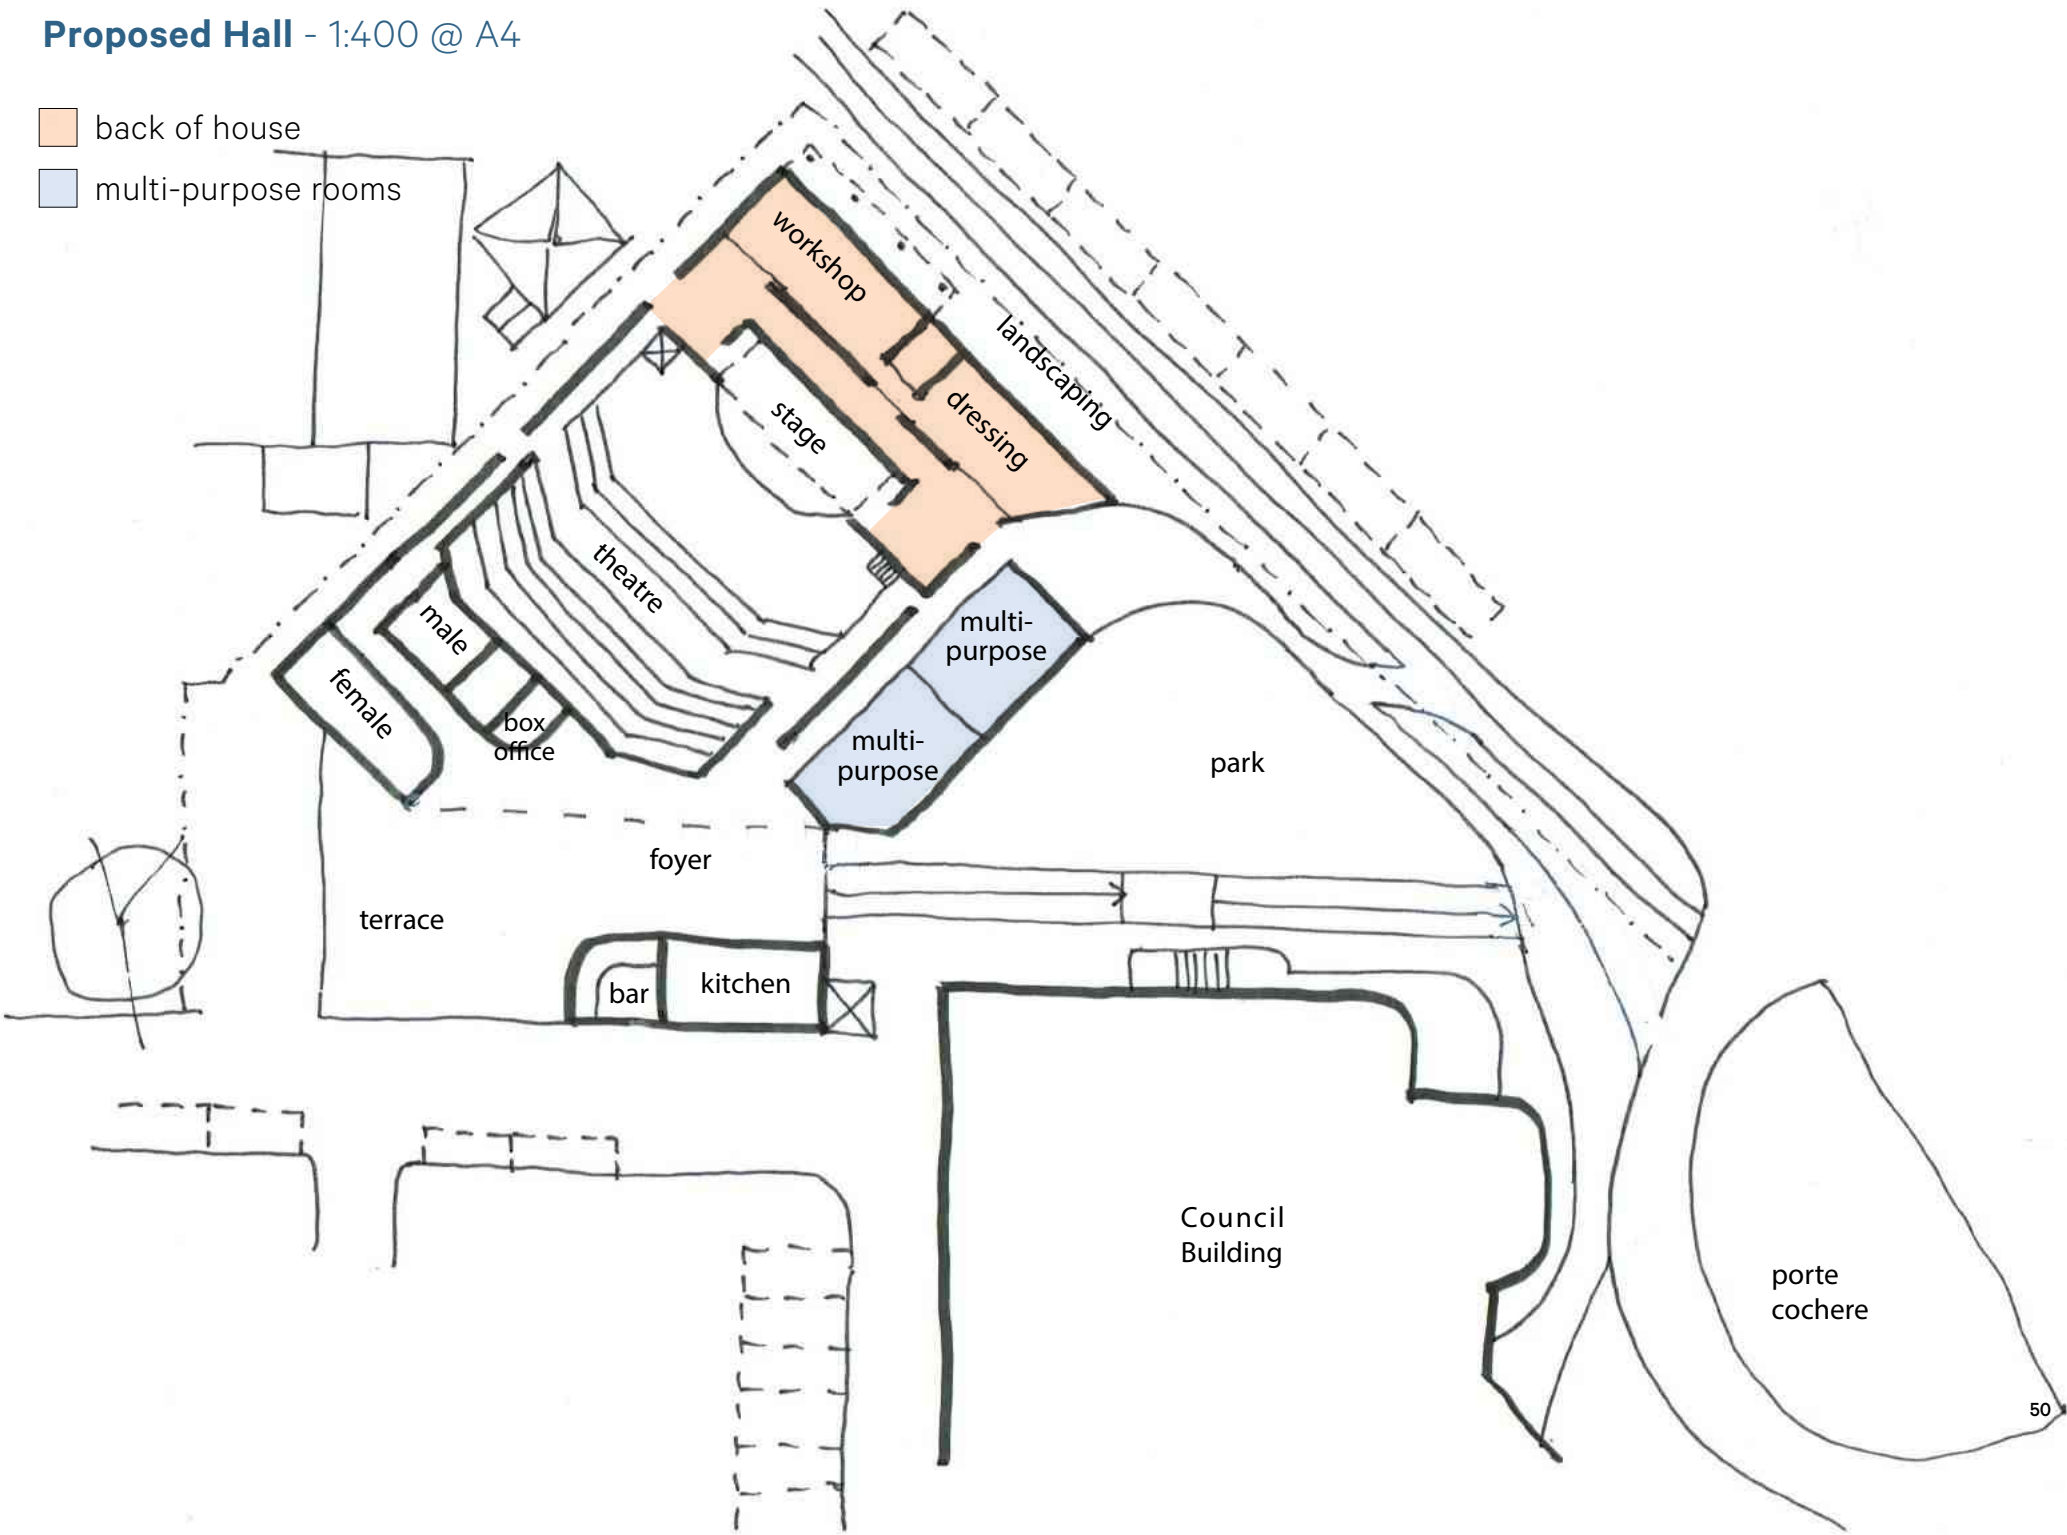 Proposed Hall - 1:400 @ A4
back of house
multi-purpose rooms
workshop
landscaping
dressing
stage
theatre
male
female
box
office
multi-
purpose
multi-
purpose
park
foyer
terrace
bar
kitchen
Council
Building
porte
cochere
50